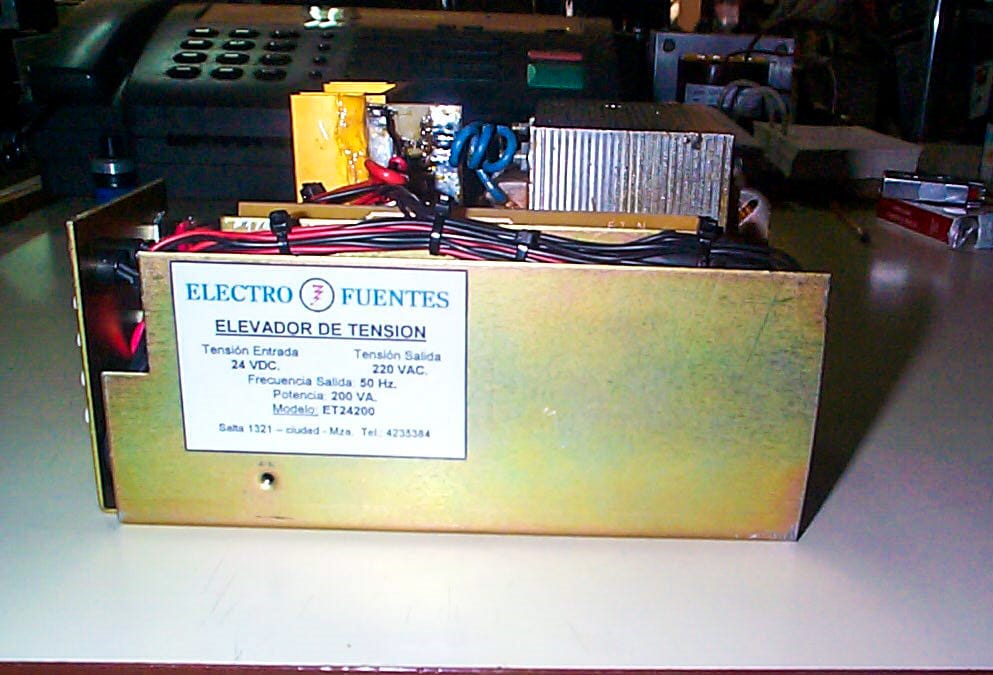 ELECTRO FUENTES
ELEVADOR DE TENSION
Tensión Entrada Tensión Salida
24 VDC. 220 VAC.
Frecuencia Salida: 50 Hz.
Potencia: 200 VA.
Modelo: ET24200
Salta 1321 – ciudad - Mza. Tel.: 4235384